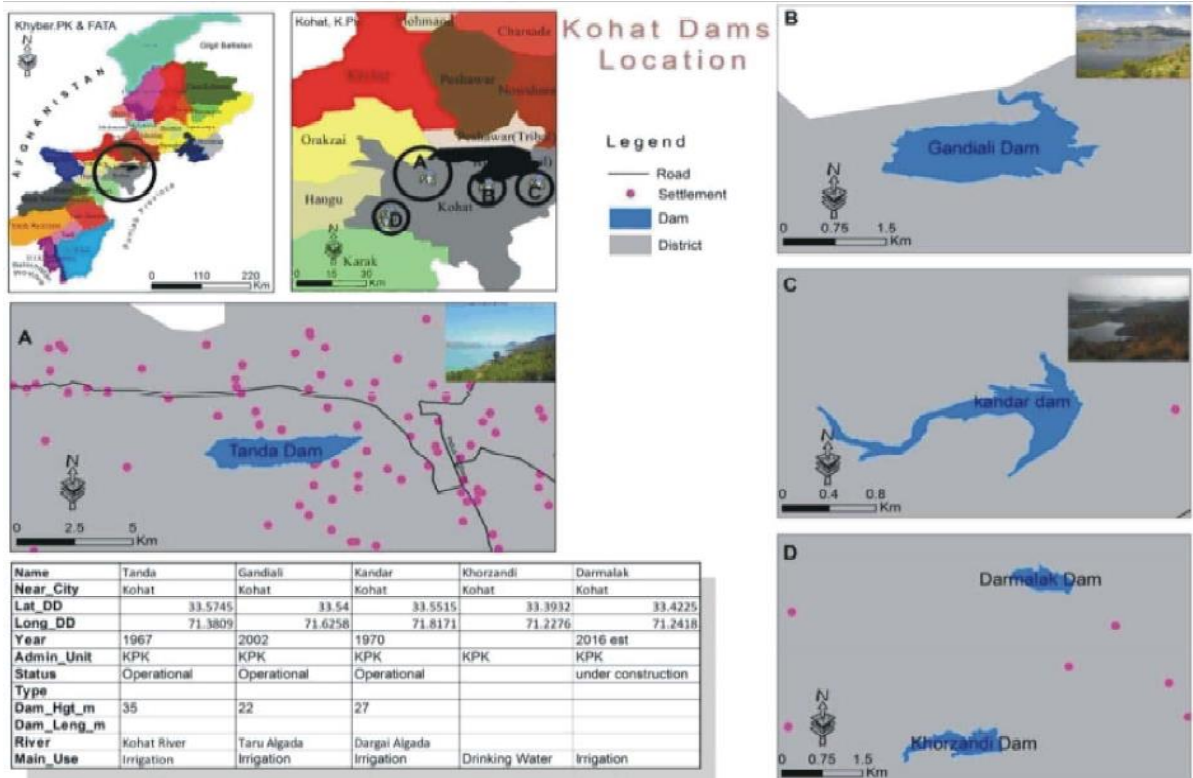 Khyber.PK & FATA
N
Gilgit Baltistan
AFGHANISTAN
Punjab Province
0 110 220
Km
Kohat, K.Pk
Mohmand
Charsada
Khyber
Peshawar
Nowshera
Orakzai
Peshawar(Tribal)
A
B
C
Hangu
Kohat
D
N
Karak
0 15 30
Km
Kohat Dams
Location
Legend
Road
Settlement
Dam
District
B
Gandiali Dam
N
0 0.75 1.5
Km
C
kandar dam
N
0 0.4 0.8
Km
A
Tanda Dam
N
0 2.5 5
Km
D
Darmalak Dam
N
Khorzandi Dam
0 0.75 1.5
Km
Name Tanda Gandiali Kandar Khorzandi Darmalak
Near_City Kohat Kohat Kohat Kohat Kohat
Lat_DD 33.5745 33.54 33.5515 33.3932 33.4225
Long_DD 71.3809 71.6258 71.8171 71.2276 71.2418
Year 1967 2002 1970 2016 est
Admin_Unit KPK KPK KPK KPK KPK
Status Operational Operational Operational under construction
Type
Dam_Hgt_m 35 22 27
Dam_Leng_m
River Kohat River Taru Algada Dargai Algada
Main_Use Irrigation Irrigation Irrigation Drinking Water Irrigation